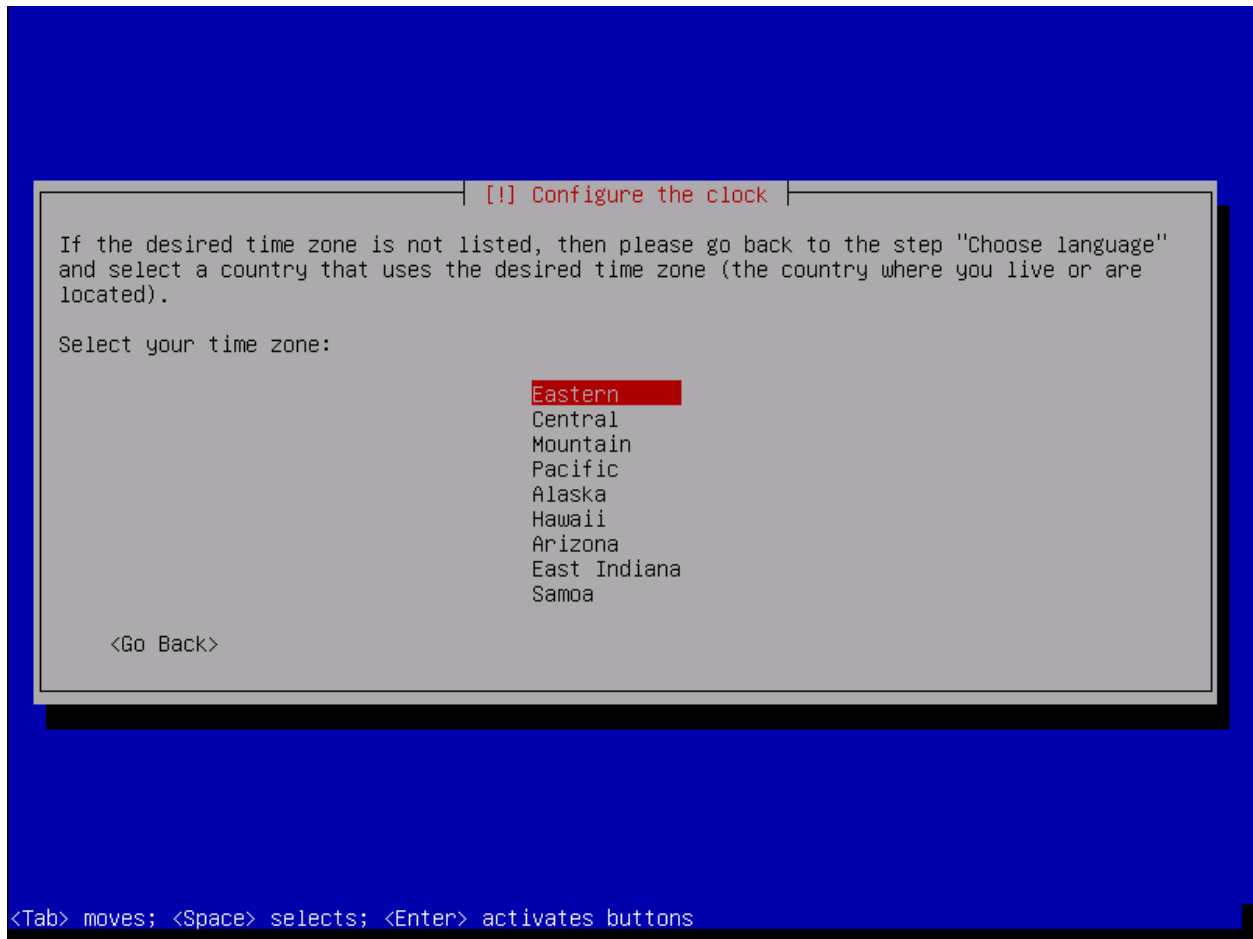 [!] Configure the clock
If the desired time zone is not listed, then please go back to the step "Choose language"
and select a country that uses the desired time zone (the country where you live or are
located).
Select your time zone:
Eastern
Central
Mountain
Pacific
Alaska
Hawaii
Arizona
East Indiana
Samoa
<Go Back>
<Tab> moves; <Space> selects; <Enter> activates buttons